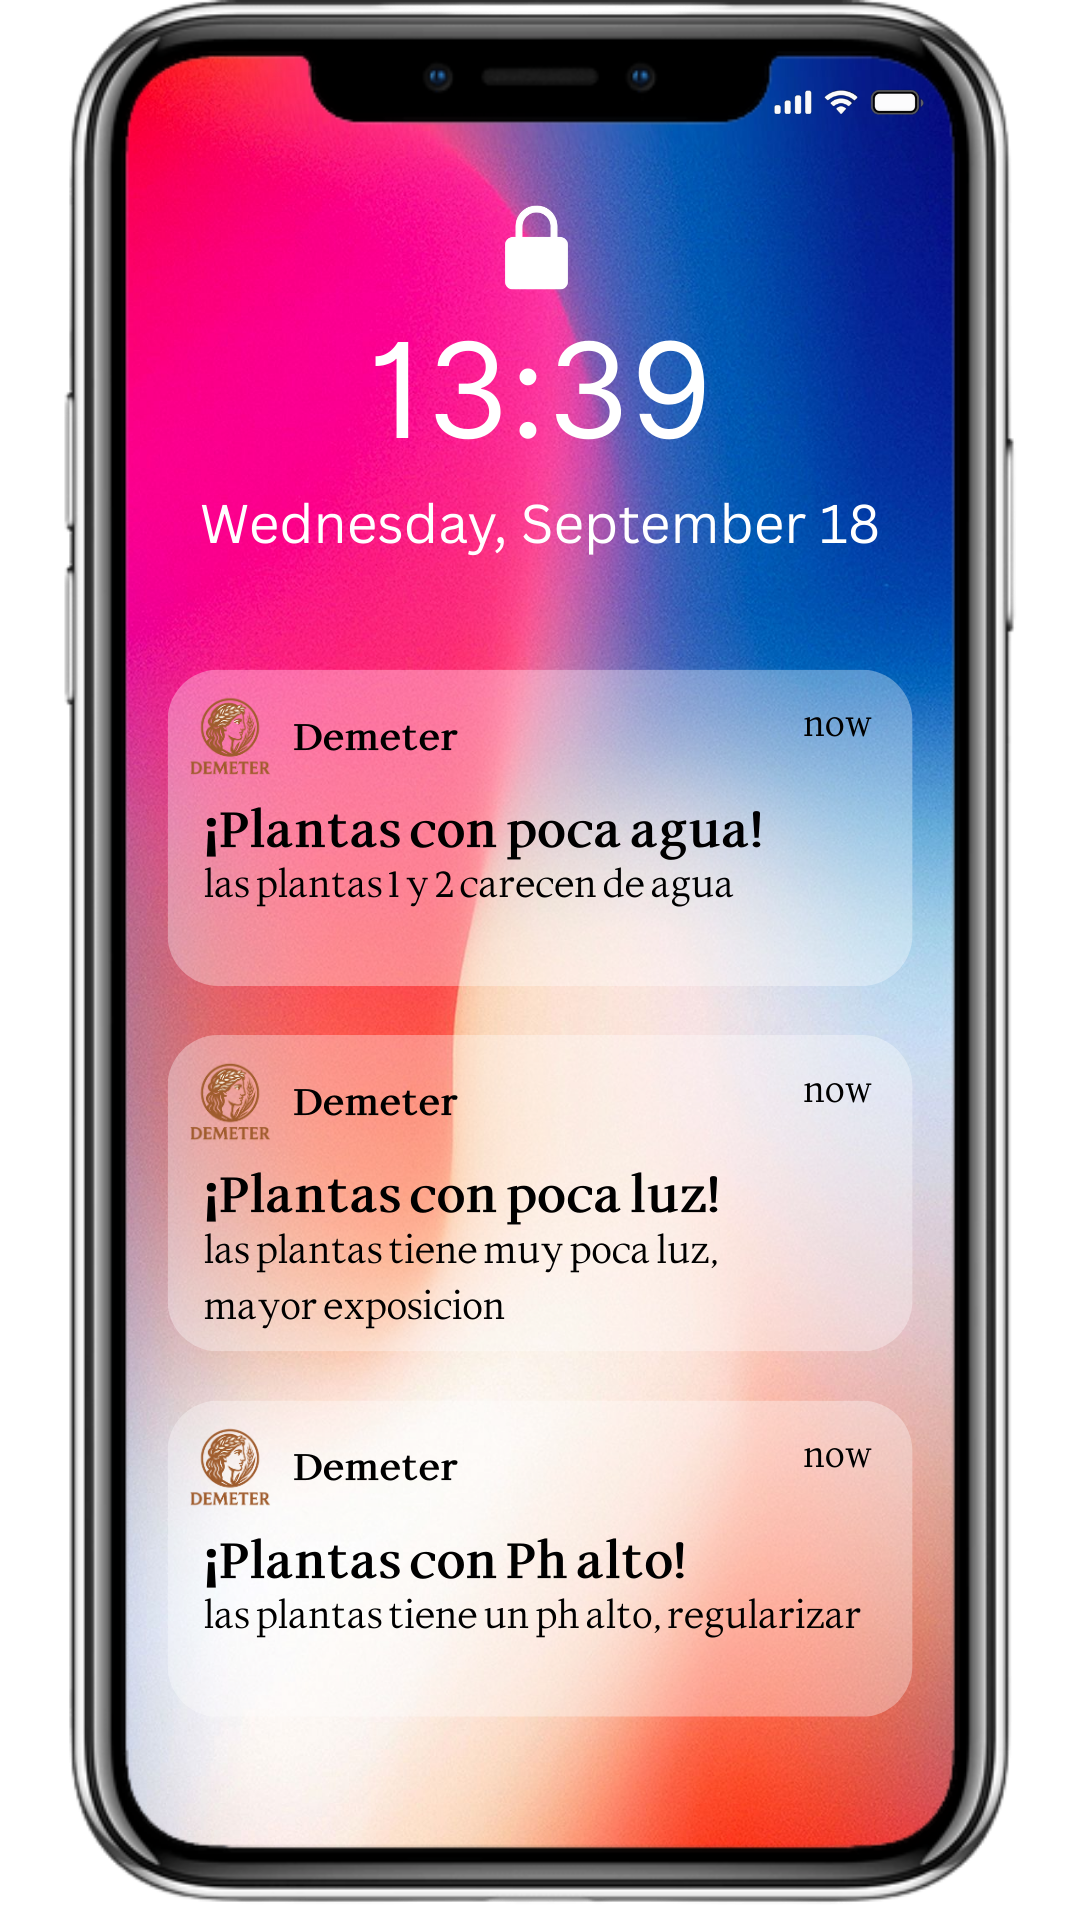 13:39
Wednesday, September 18
DEMETER
Demeter
now
¡Plantas con poca agua!
las plantas 1 y 2 carecen de agua
DEMETER
Demeter
now
¡Plantas con poca luz!
las plantas tiene muy poca luz,
mayor exposicion
DEMETER
Demeter
now
¡Plantas con Ph alto!
las plantas tiene un ph alto, regularizar